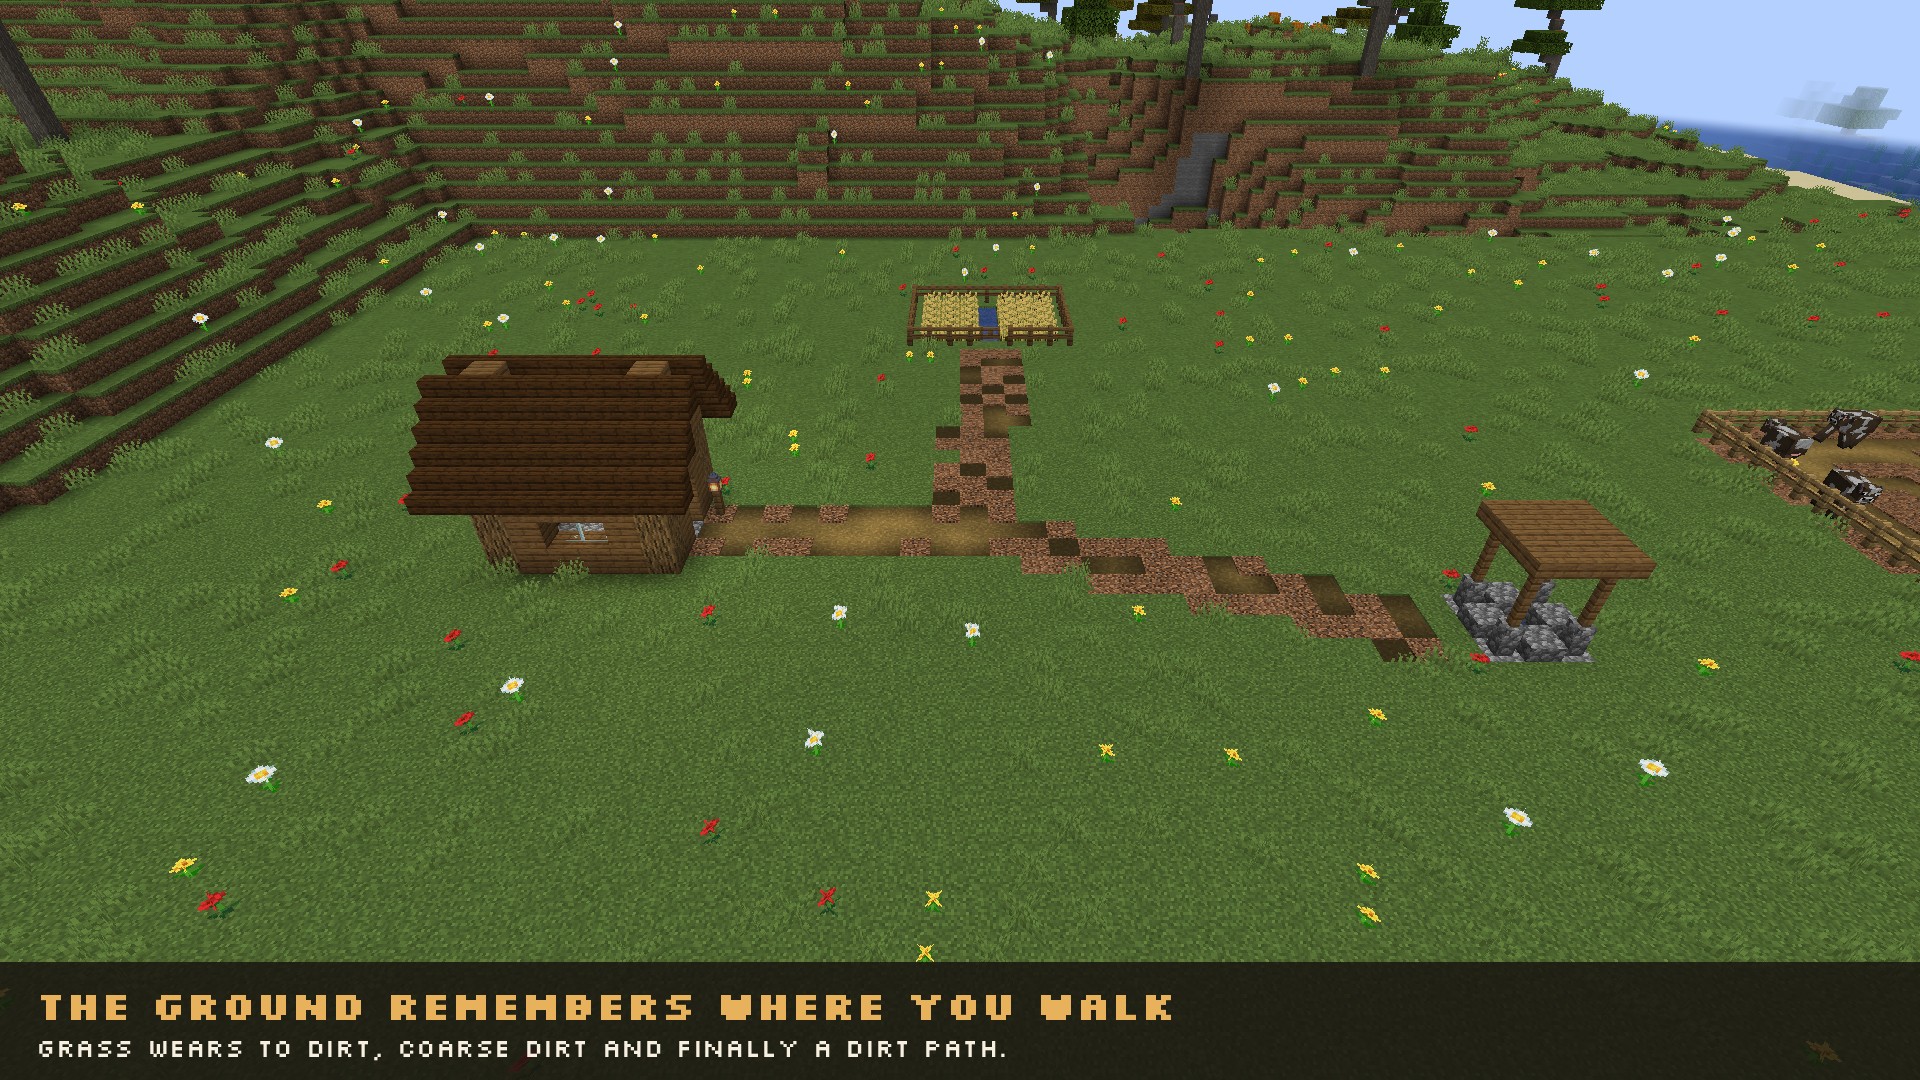 THE GROUND REMEMBERS WHERE YOU WALK
GRASS WEARS TO DIRT, COARSE DIRT AND FINALLY A DIRT PATH.